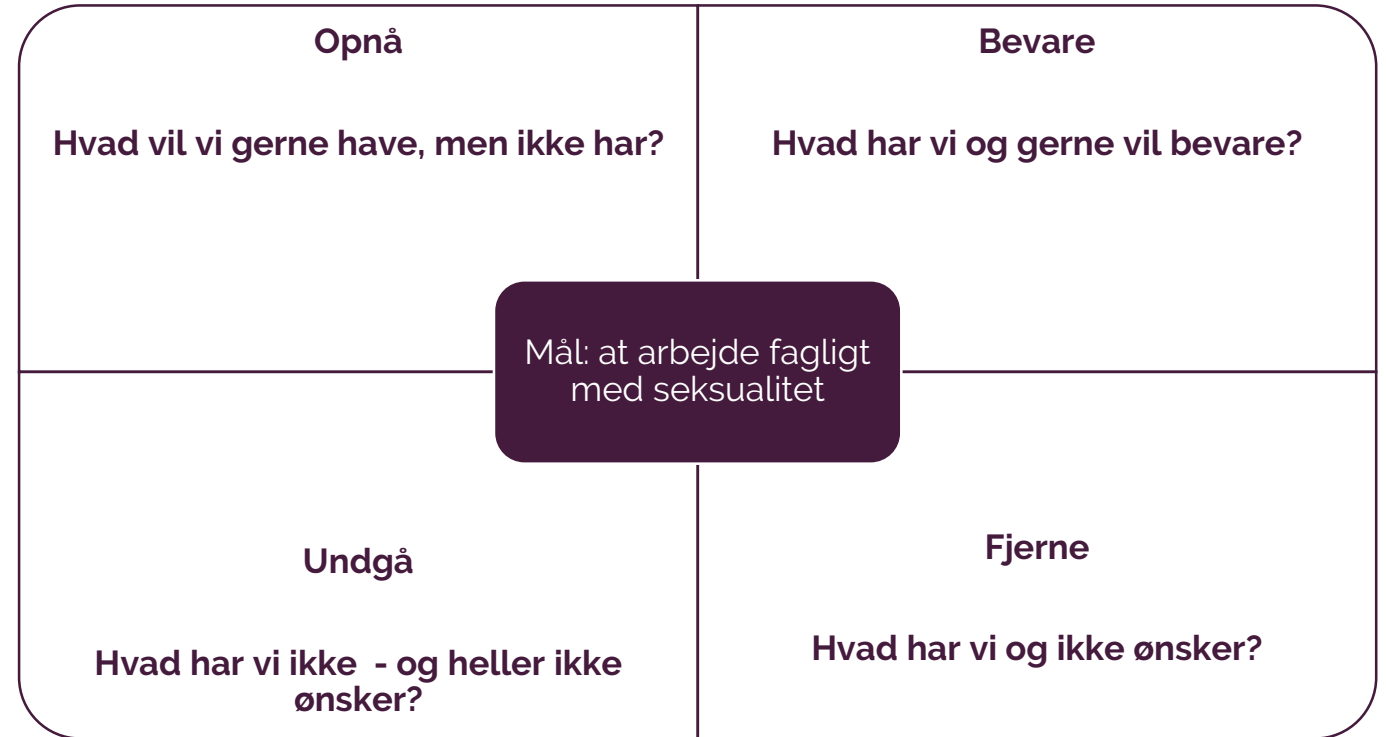 Opnå
Hvad vil vi gerne have, men ikke har?
Bevare
Hvad har vi og gerne vil bevare?
Mål: at arbejde fagligt
med seksualitet
Undgå
Hvad har vi ikke - og heller ikke
ønsker?
Fjerne
Hvad har vi og ikke ønsker?